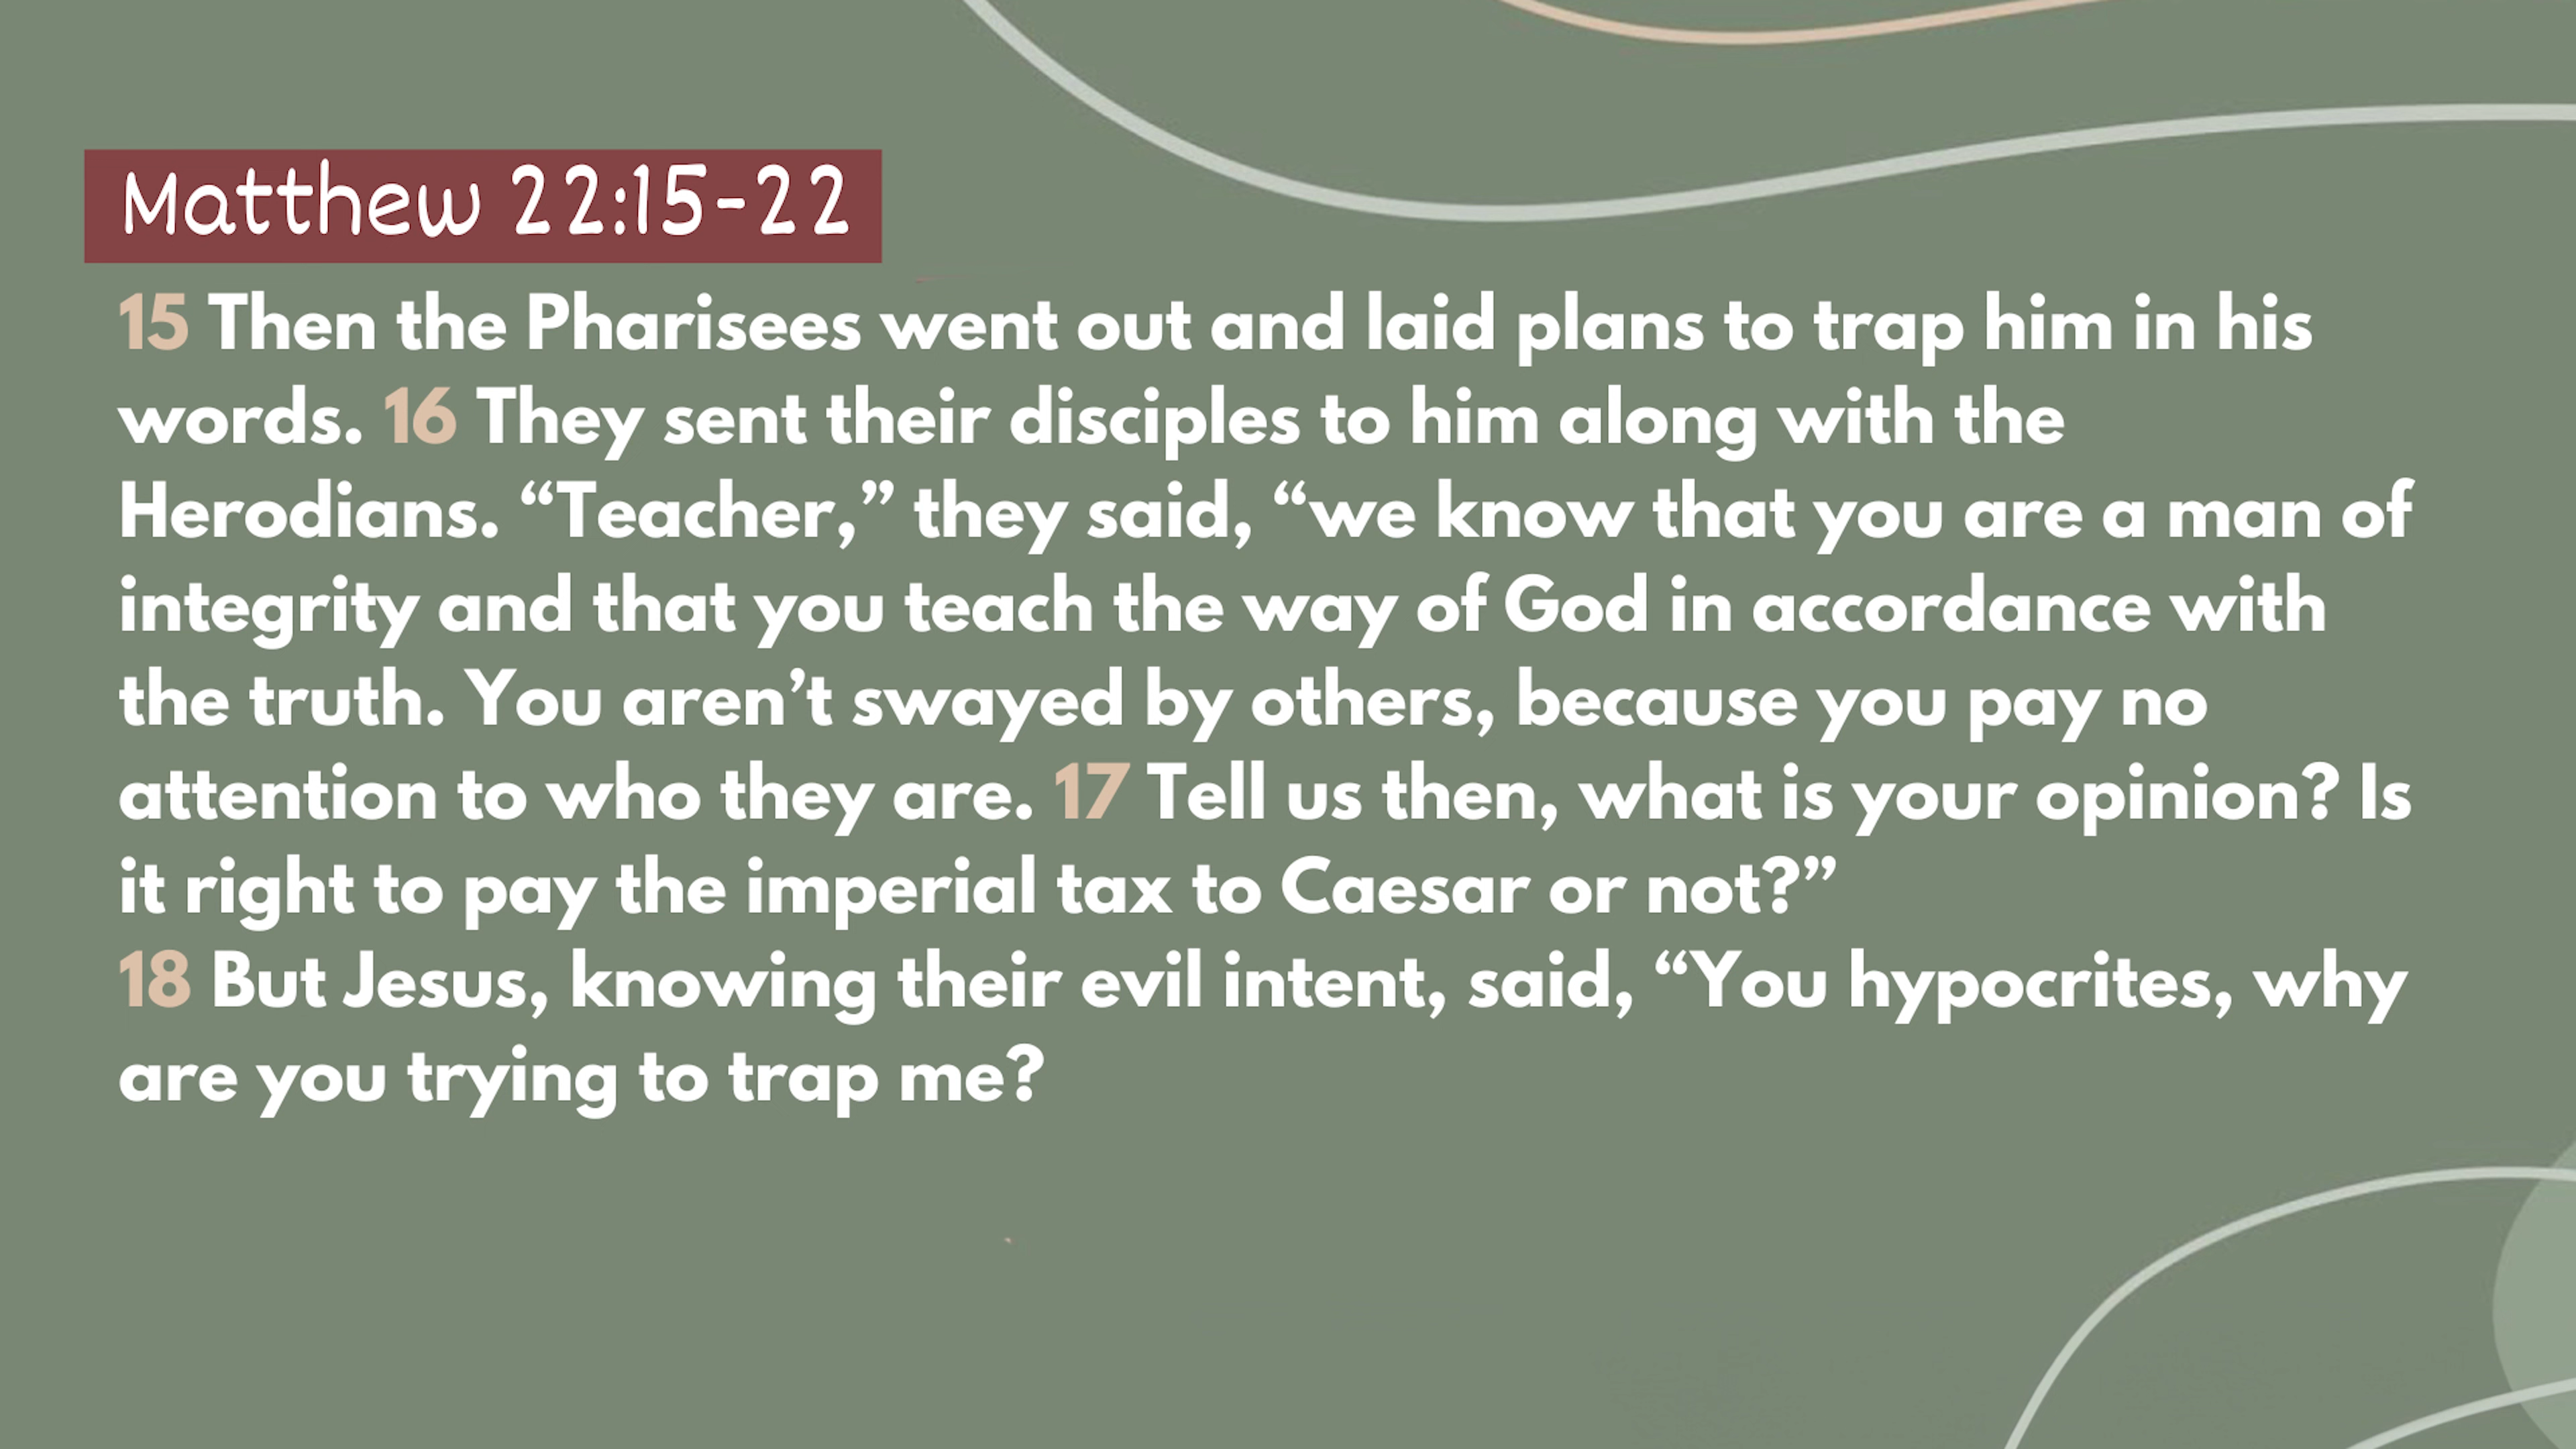 Matthew 22:15-22
15 Then the Pharisees went out and laid plans to trap him in his
words. 16 They sent their disciples to him along with the
Herodians. “Teacher,” they said, “we know that you are a man of
integrity and that you teach the way of God in accordance with
the truth. You aren’t swayed by others, because you pay no
attention to who they are. 17 Tell us then, what is your opinion? Is
it right to pay the imperial tax to Caesar or not?”
18 But Jesus, knowing their evil intent, said, “You hypocrites, why
are you trying to trap me?